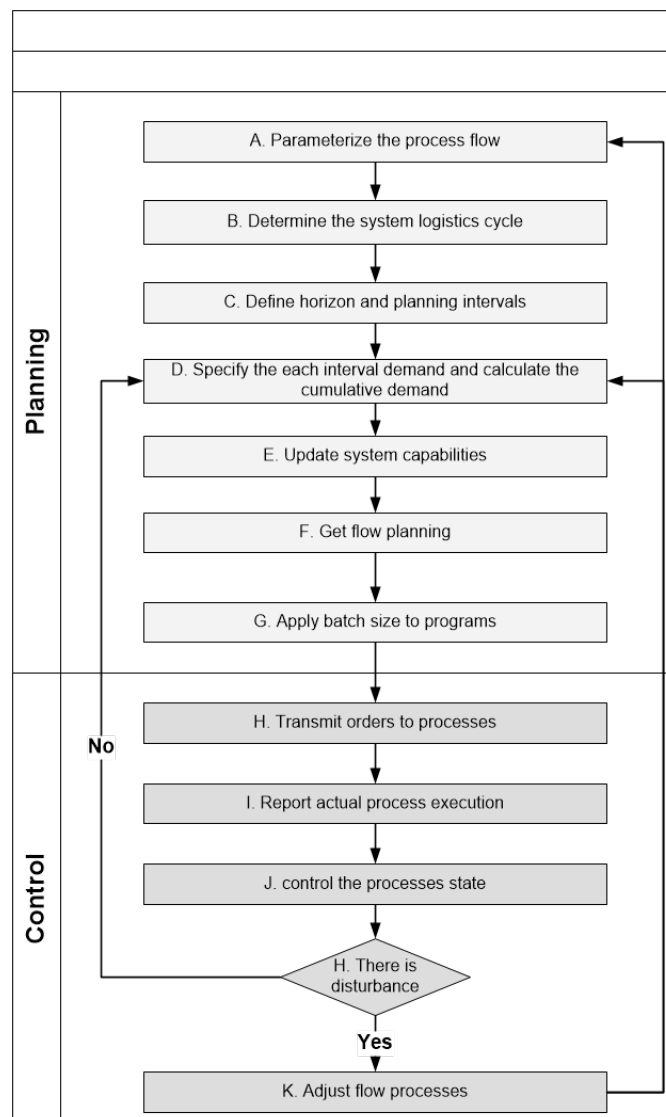 Planning
A. Parameterize the process flow
B. Determine the system logistics cycle
C. Define horizon and planning intervals
D. Specify the each interval demand and calculate the
cumulative demand
E. Update system capabilities
F. Get flow planning
G. Apply batch size to programs
Control
H. Transmit orders to processes
No
I. Report actual process execution
J. control the processes state
H. There is
disturbance
Yes
K. Adjust flow processes